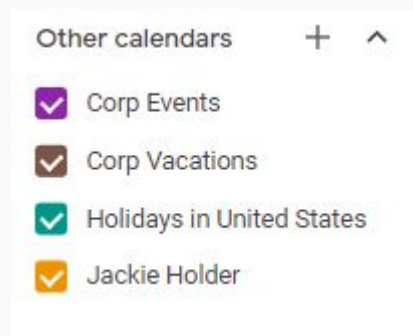 Other calendars
Corp Events
Corp Vacations
Holidays in United States
Jackie Holder